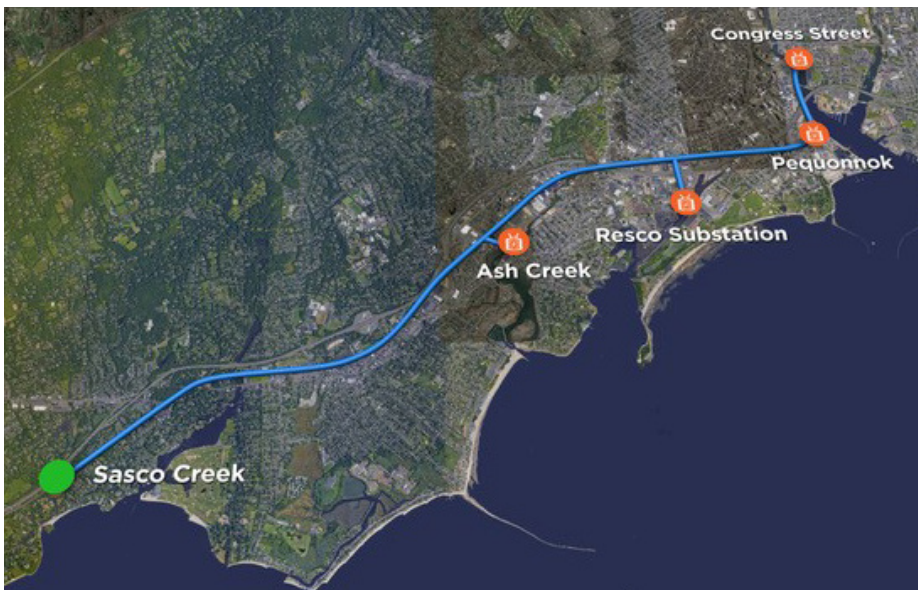 Congress Street
Pequonnok
Resco Substation
Ash Creek
Sasco Creek